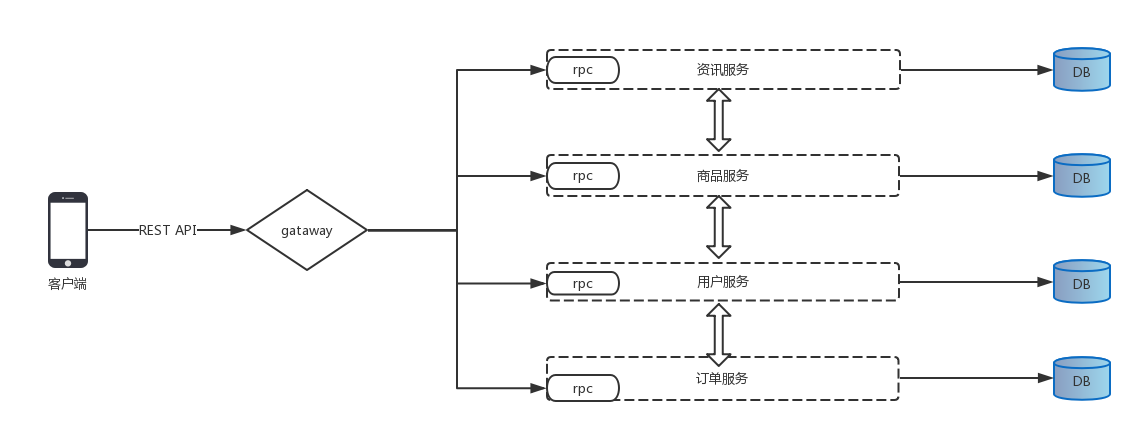 rpc
资讯服务
DB
rpc
商品服务
DB
REST API
gataway
客户端
rpc
用户服务
DB
rpc
订单服务
DB